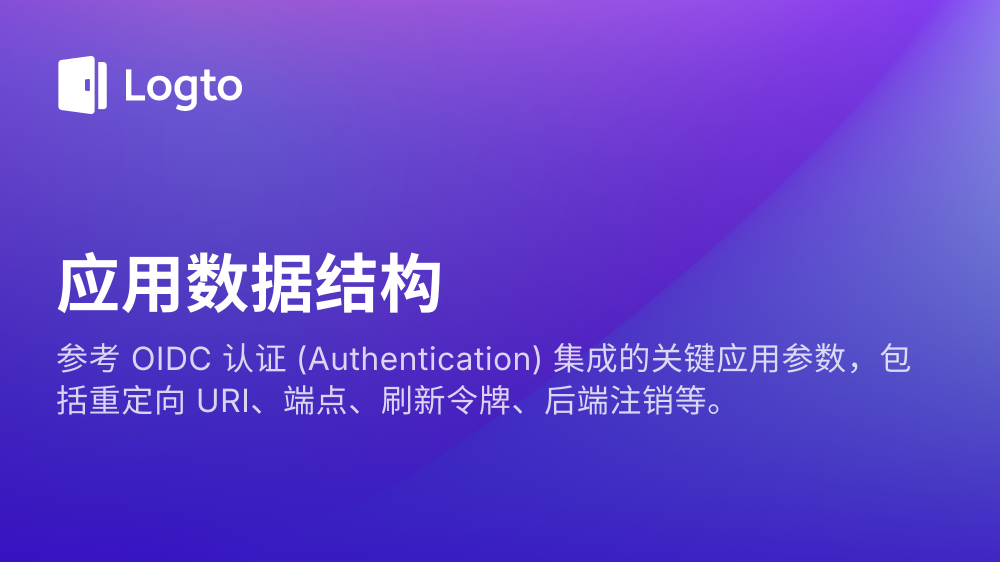 Logto
应用数据结构
参考 OIDC 认证 (Authentication) 集成的关键应用参数，包
括重定向 URI、端点、刷新令牌、后端注销等。